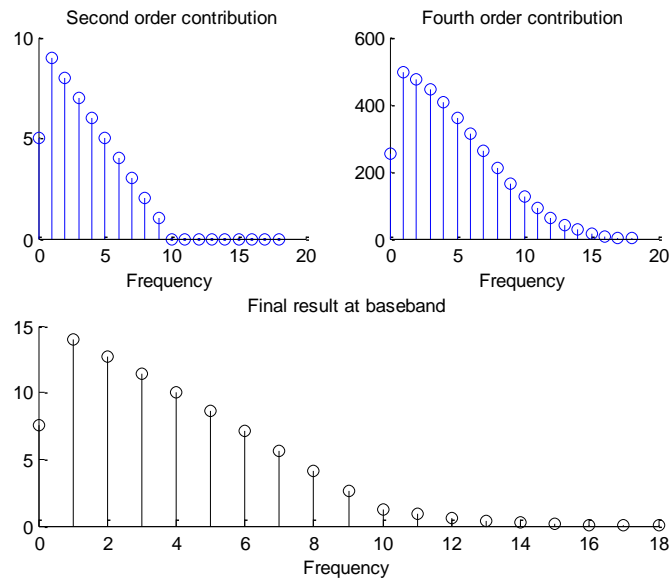 Second order contribution
10
5
0
0 5 10 15 20
Frequency
Fourth order contribution
600
400
200
0
0 5 10 15 20
Frequency
Final result at baseband
15
10
5
0
0 2 4 6 8 10 12 14 16 18
Frequency